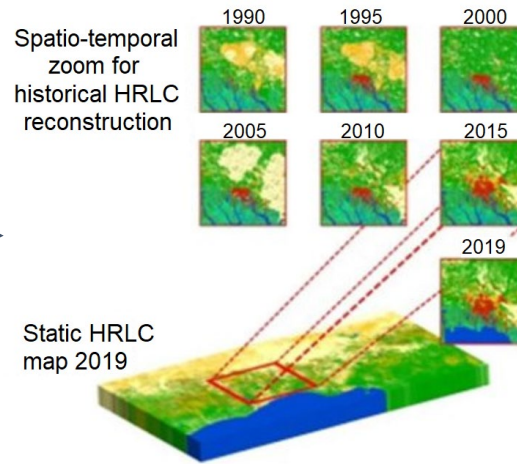 Spatio-temporal
zoom for
historical HRLC
reconstruction
1990
1995
2000
2005
2010
2015
2019
Static HRLC
map 2019